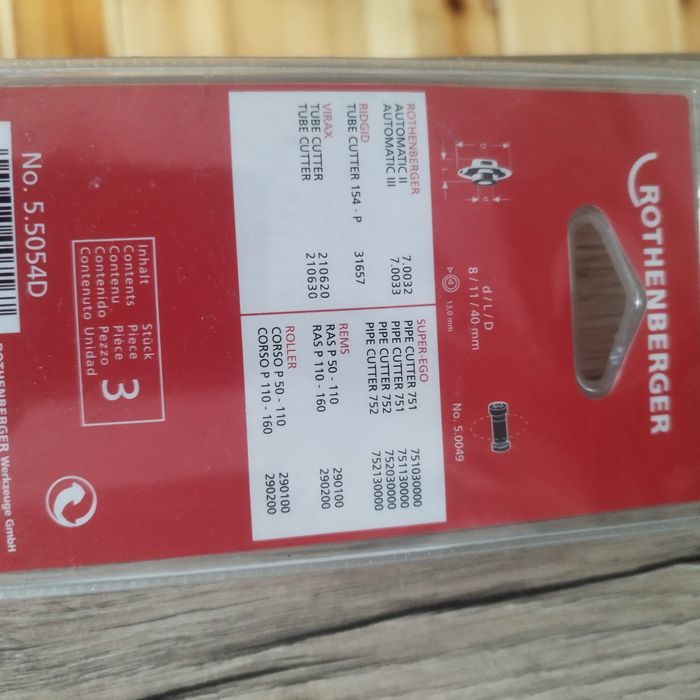 ROTHENBERGER
D
d
L
d / L / D
8 / 11 / 40 mm
13,0 mm
No. 5.0049
ROTHENBERGER
AUTOMATIC II 7.0032
AUTOMATIC III 7.0033
RIDGID
TUBE CUTTER 154 - P 31657
VIRAX
TUBE CUTTER 210620
TUBE CUTTER 210630
SUPER-EGO
PIPE CUTTER 751 751030000
PIPE CUTTER 751 751130000
PIPE CUTTER 752 752030000
PIPE CUTTER 752 752130000
REMS
RAS P 50 - 110 290100
RAS P 110 - 160 290200
ROLLER
CORSO P 50 - 110 290100
CORSO P 110 - 160 290200
Inhalt Stück
Contents Piece
Contenu Pièce
Contenido Pezzo
Contenuto Unidad
3
No. 5.5054D
ROTHENBERGER Werkzeuge GmbH